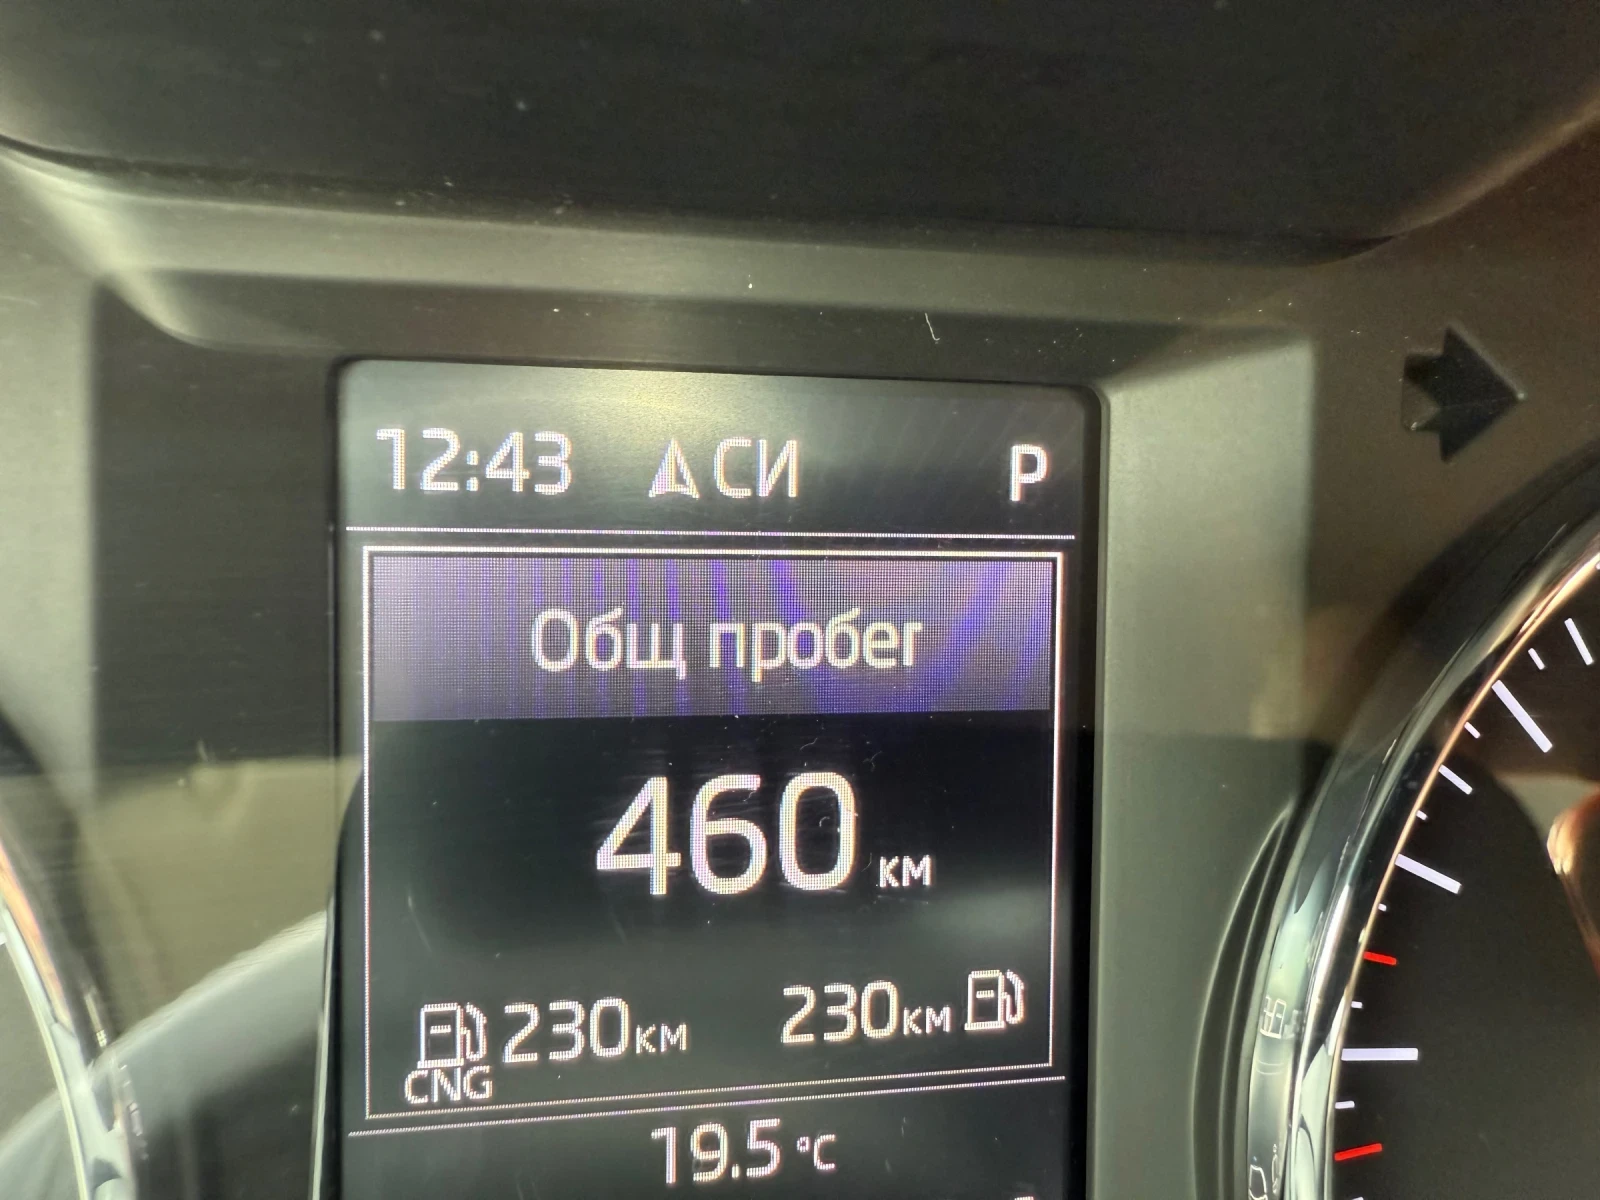 12:43 СИ P
Общ пробег
460 км
230км 230км
CNG
19.5 °C